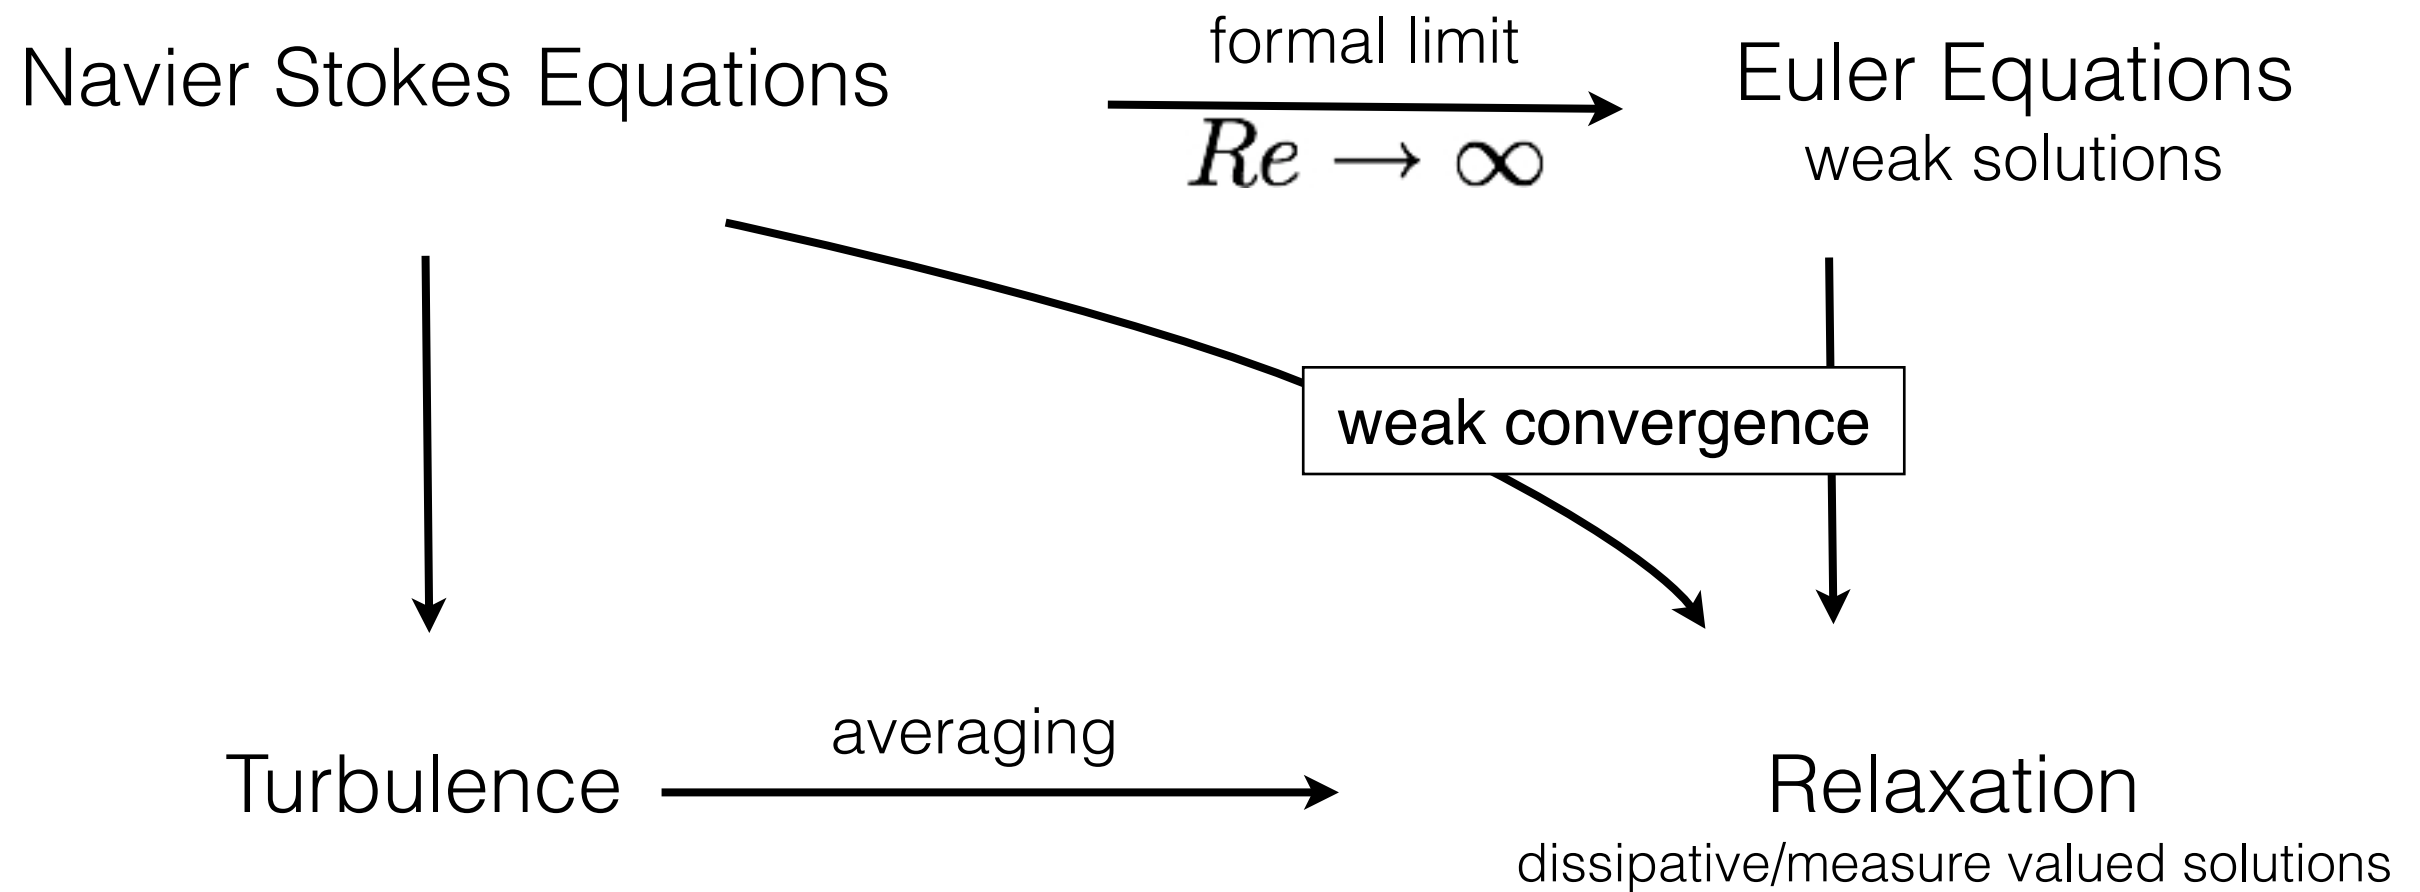 Navier Stokes Equations
formal limit
Re → ∞
Euler Equations
weak solutions
weak convergence
Turbulence
averaging
Relaxation
dissipative/measure valued solutions